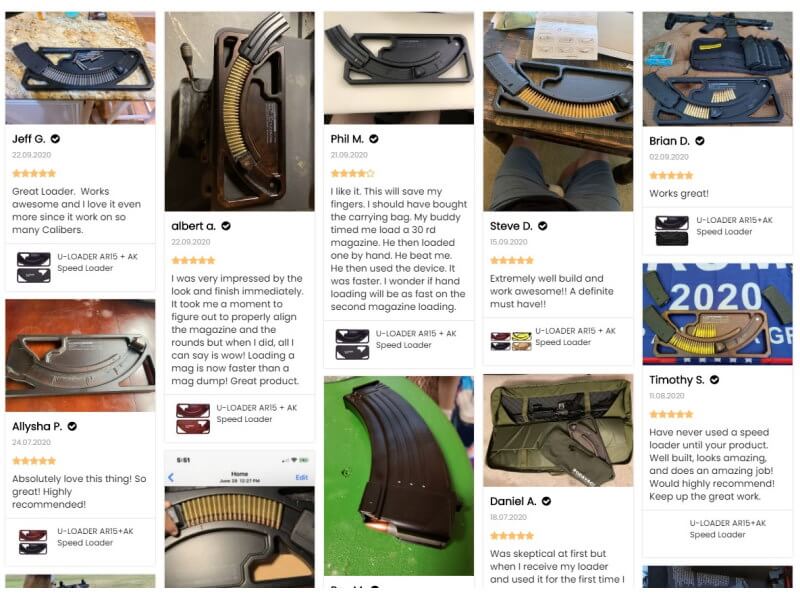 Jeff G.
22.09.2020
Great Loader. Works
awesome and I love it even
more since it work on so
many Calibers.
U-LOADER AR15 + AK
Speed Loader
Allysha P.
24.07.2020
Absolutely love this thing! So
great! Highly
recommended!
U-LOADER AR15+AK
Speed Loader
albert a.
22.09.2020
I was very impressed by the
look and finish immediately.
It took me a moment to
figure out to properly align
the magazine and the
rounds but when I did, all I
can say is wow! Loading a
mag is now faster than a
mag dump! Great product.
U-LOADER AR15 + AK
Speed Loader
5:51
Home
June 29 12:27 PM
Edit
Phil M.
21.09.2020
I like it. This will save my
fingers. I should have bought
the carrying bag. My buddy
timed me load a 30 rd
magazine. He then loaded
one by hand. He beat me.
He then used the device. It
was faster. I wonder if hand
loading will be as fast on the
second magazine loading.
U-LOADER AR15 + AK
Speed Loader
Steve D.
15.09.2020
Extremely well build and
work awesome!! A definite
must have!!
U-LOADER AR15 + AK
Speed Loader
Daniel A.
18.07.2020
Was skeptical at first but
when I receive my loader
and used it for the first time I
Brian D.
02.09.2020
Works great!
U-LOADER AR15+AK
Speed Loader
2020
Timothy S.
11.08.2020
Have never used a speed
loader until your product.
Well built, looks amazing,
and does an amazing job!
Would highly recommend!
Keep up the great work.
U-LOADER AR15+AK
Speed Loader